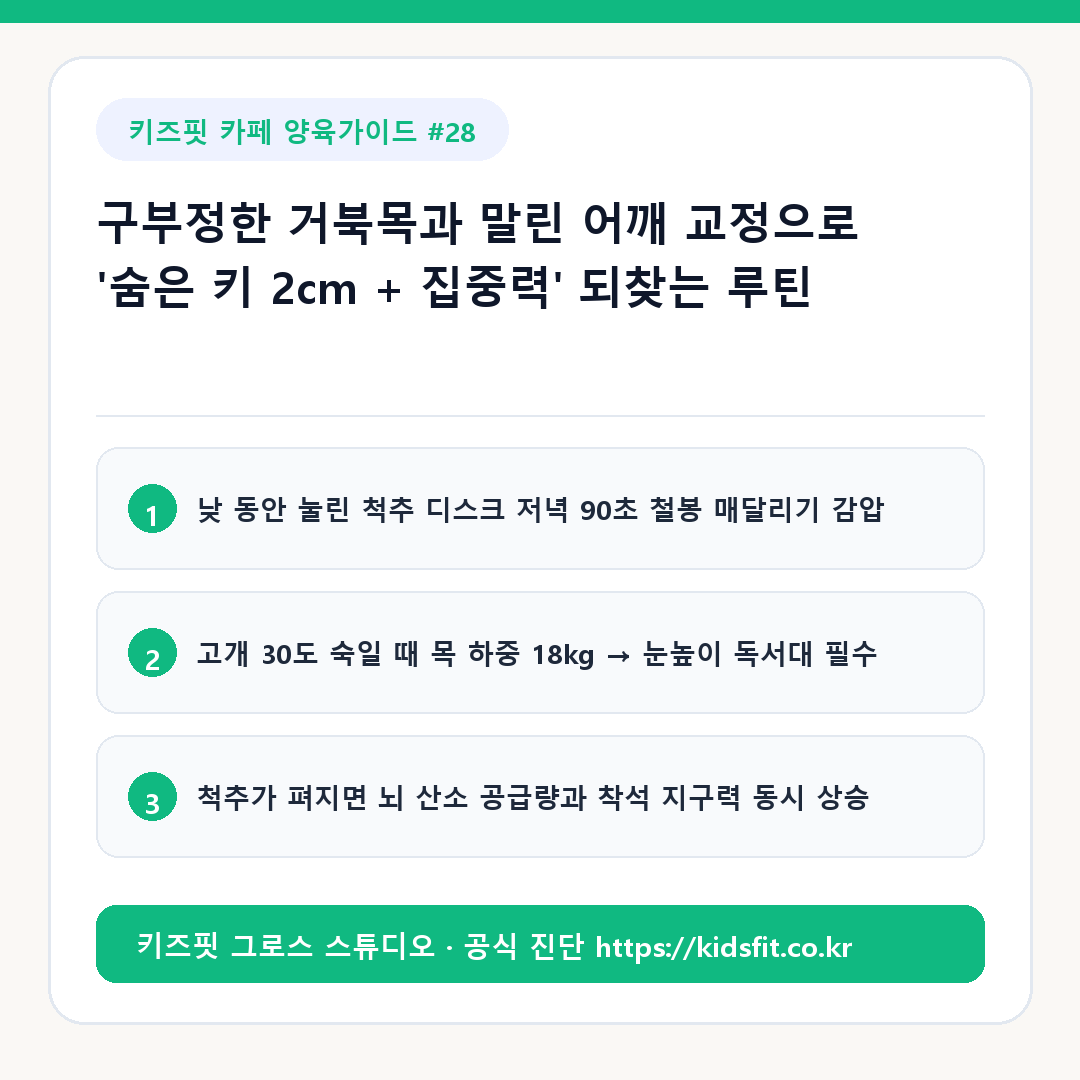 키즈핏 카페 양육가이드 #28
구부정한 거북목과 말린 어깨 교정으로
'숨은 키 2cm + 집중력' 되찾는 루틴
1 낮 동안 눌린 척추 디스크 저녁 90초 철봉 매달리기 감압
2 고개 30도 숙일 때 목 하중 18kg → 눈높이 독서대 필수
3 척추가 펴지면 뇌 산소 공급량과 착석 지구력 동시 상승
키즈핏 그로스 스튜디오 · 공식 진단 https://kidsfit.co.kr